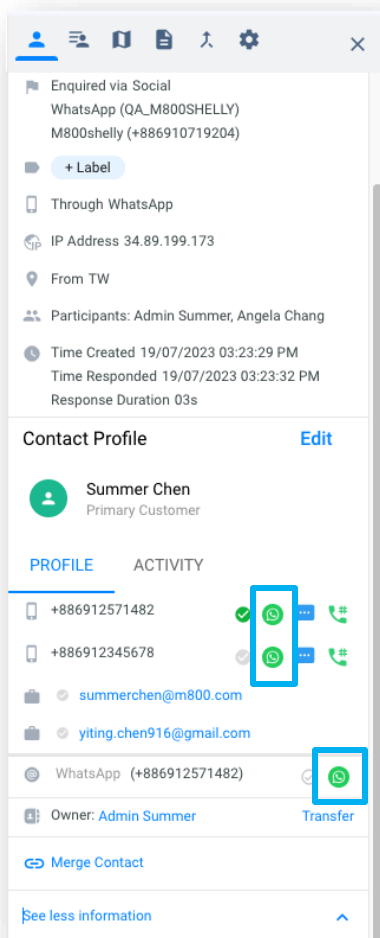 Enquired via Social
WhatsApp (QA_M800SHELLY)
M800shelly (+886910719204)
+ Label
Through WhatsApp
IP Address 34.89.199.173
From TW
Participants: Admin Summer, Angela Chang
Time Created 19/07/2023 03:23:29 PM
Time Responded 19/07/2023 03:23:32 PM
Response Duration 03s
Contact Profile Edit
Summer Chen
Primary Customer
PROFILE ACTIVITY
+886912571482
+886912345678
summerchen@m800.com
yiting.chen916@gmail.com
WhatsApp (+886912571482)
Owner: Admin Summer Transfer
Merge Contact
See less information